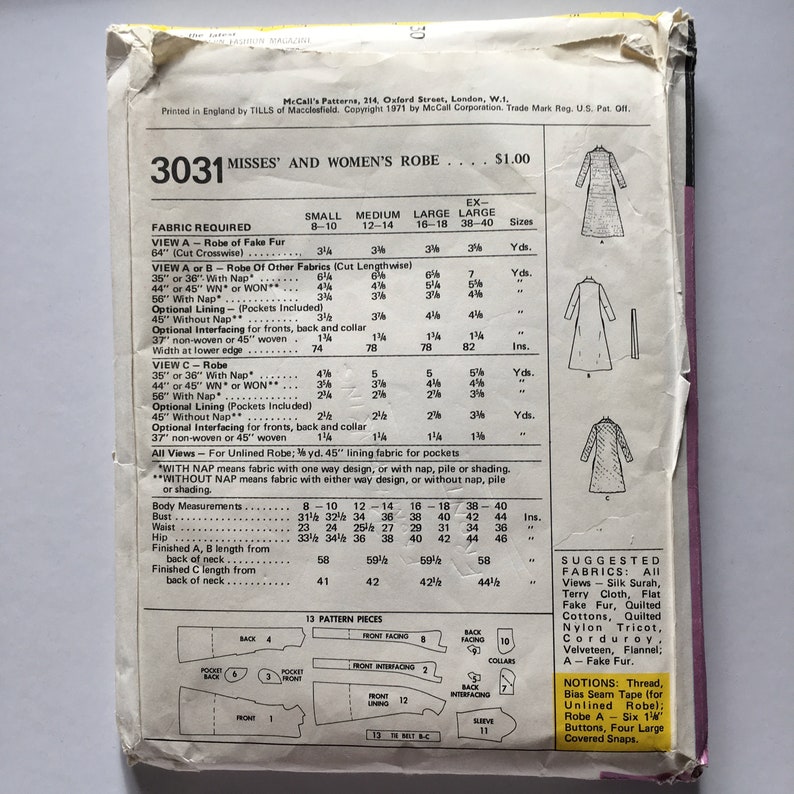 the latest
FASHION MAGAZINE
30
McCall's Patterns, 214, Oxford Street, London, W.1.
Printed in England by TILLS of Macclesfield. Copyright 1971 by McCall Corporation. Trade Mark Reg. U.S. Pat. Off.
3031 MISSES' AND WOMEN'S ROBE . . . . $1.00
FABRIC REQUIRED SMALL 8–10 MEDIUM 12–14 LARGE 16–18 EX–LARGE 38–40 Sizes
VIEW A – Robe of Fake Fur
64" (Cut Crosswise) . . . . . . . . . . 3¼ 3⅜ 3⅜ 3⅝ Yds.
VIEW A or B – Robe Of Other Fabrics (Cut Lengthwise)
35" or 36" With Nap* . . . . . . . 6¼ 6⅜ 6⅝ 7 Yds.
44" or 45" WN* or WON** . . . 4¾ 4⅞ 5¼ 5⅝ "
56" With Nap* . . . . . . . . . . . . . 3¾ 3⅞ 3⅞ 4⅜ "
Optional Lining – (Pockets Included)
45" Without Nap** . . . . . . . . . 3½ 3⅞ 4⅛ 4⅛ "
Optional Interfacing for fronts, back and collar
37" non-woven or 45" woven . 1¾ 1¾ 1¾ 1¾ "
Width at lower edge . . . . . . . . . 74 78 78 82 Ins.
VIEW C – Robe
35" or 36" With Nap* . . . . . . . 4⅞ 5 5 5⅞ Yds.
44" or 45" WN* or WON** . . . 3⅝ 3⅞ 4⅛ 4⅝ "
56" With Nap* . . . . . . . . . . . . . 2¾ 2⅞ 2⅞ 3⅝ "
Optional Lining (Pockets Included)
45" Without Nap** . . . . . . . . . 2½ 2½ 2⅞ 3⅜ Yds.
Optional Interfacing for fronts, back and collar
37" non-woven or 45" woven 1¼ 1¼ 1¼ 1⅜ "
All Views – For Unlined Robe; ⅜ yd. 45" lining fabric for pockets
*WITH NAP means fabric with one way design, or with nap, pile or shading.
**WITHOUT NAP means fabric with either way design, or without nap, pile
or shading.
Body Measurements . . . . . . . 8 – 10 12 – 14 16 – 18 38 – 40
Bust . . . . . . . . . . . . . . . . . . . 31½ 32½ 34 36 38 40 42 44 Ins.
Waist . . . . . . . . . . . . . . . . . . 23 24 25½ 27 29 31 34 36 "
Hip . . . . . . . . . . . . . . . . . . . . 33½ 34½ 36 38 40 42 44 46 "
Finished A, B length from
back of neck . . . . . . . . . . . 58 59½ 59½ 58 "
Finished C length from
back of neck . . . . . . . . . . . 41 42 42½ 44½ "
13 PATTERN PIECES
BACK 4
FRONT FACING 8
BACK FACING 9
10
COLLARS
7
POCKET BACK 6
3 POCKET FRONT
FRONT INTERFACING 2
5 BACK INTERFACING
FRONT 1
FRONT LINING 12
SLEEVE 11
13 TIE BELT B-C
A
B
C
SUGGESTED
FABRICS: All
Views – Silk Surah,
Terry Cloth, Flat
Fake Fur, Quilted
Cottons, Quilted
Nylon Tricot,
Corduroy,
Velveteen, Flannel;
A – Fake Fur.
NOTIONS: Thread,
Bias Seam Tape (for
Unlined Robe);
Robe A – Six 1⅛"
Buttons, Four Large
Covered Snaps.